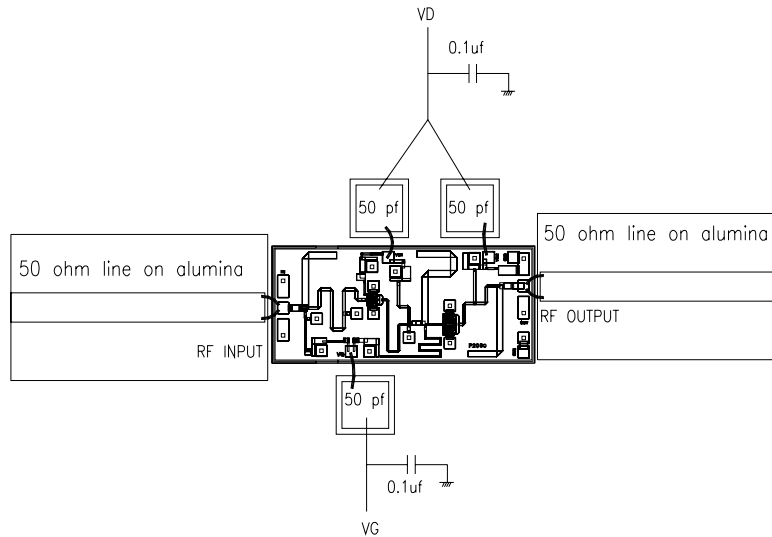 VD
0.1uf
50 pf
50 pf
50 ohm line on alumina
50 ohm line on alumina
RF INPUT
RF OUTPUT
50 pf
0.1uf
VG